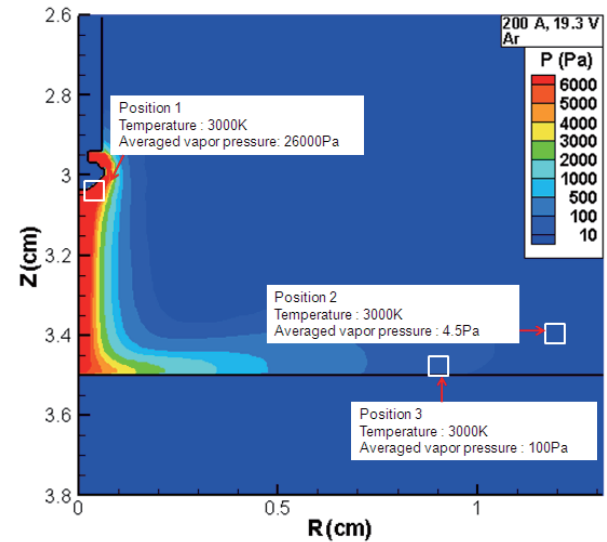 2.6
2.8
3
3.2
3.4
3.6
3.8
Z(cm)
0
0.5
1
R(cm)
200 A, 19.3 V
Ar
P (Pa)
6000
5000
4000
3000
2000
1000
500
100
10
Position 1
Temperature : 3000K
Averaged vapor pressure: 26000Pa
Position 2
Temperature : 3000K
Averaged vapor pressure : 4.5Pa
Position 3
Temperature : 3000K
Averaged vapor pressure : 100Pa